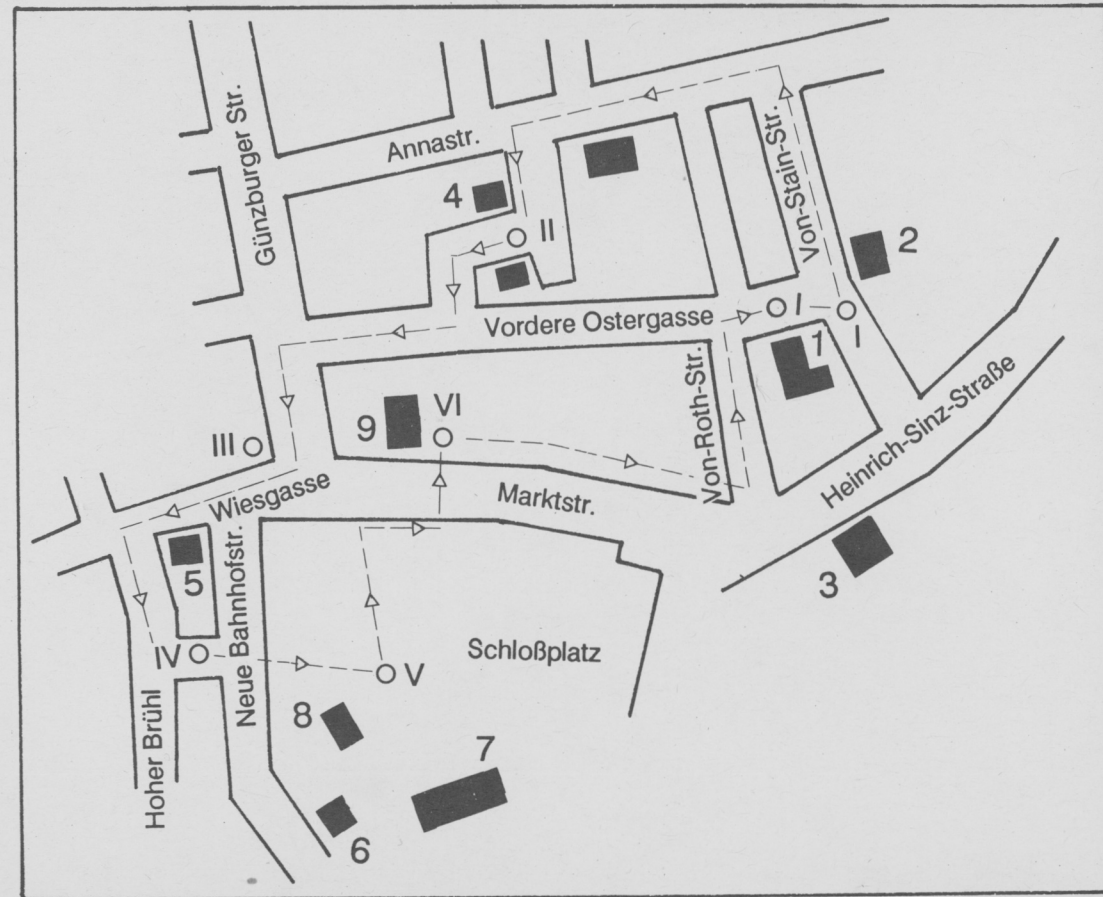 Günzburger Str.
Annastr.
4
II
Von-Stain-Str.
2
Vordere Ostergasse
I
I
1
Von-Roth-Str.
9
VI
III
Wiesgasse
Marktstr.
Heinrich-Sinz-Straße
3
5
Neue Bahnhofstr.
IV
V
Schloßplatz
Hoher Brühl
8
7
6